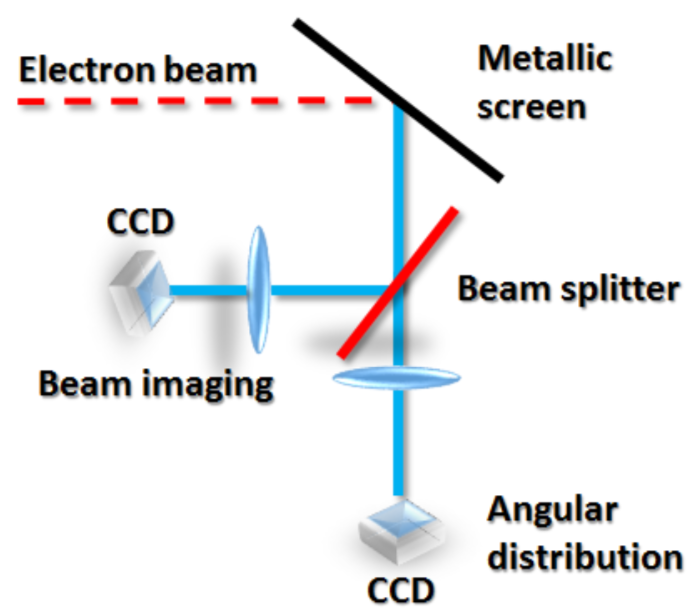 Electron beam
Metallic
screen
CCD
Beam splitter
Beam imaging
Angular
distribution
CCD